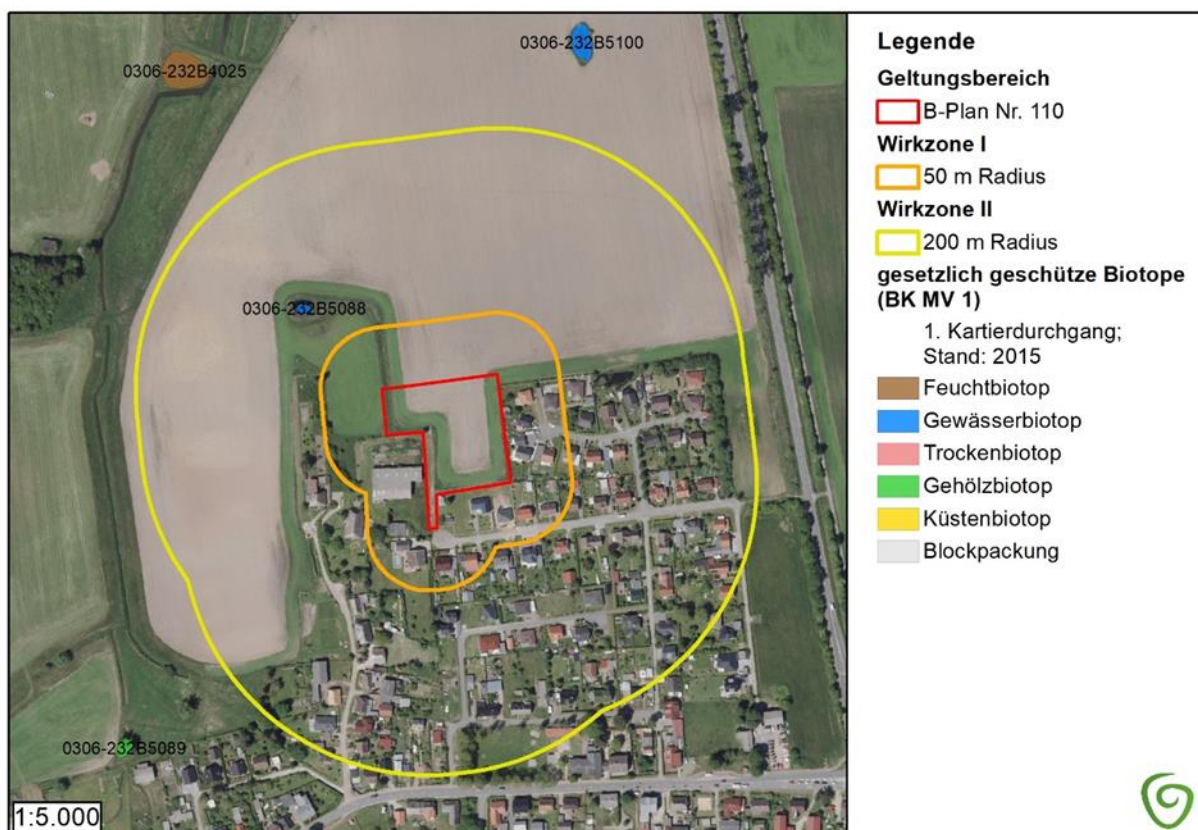 0306-232B4025
0306-232B5100
0306-232B5088
0306-232B5089
1:5.000
Legende
Geltungsbereich
B-Plan Nr. 110
Wirkzone I
50 m Radius
Wirkzone II
200 m Radius
gesetzlich geschütze Biotope
(BK MV 1)
1. Kartierdurchgang;
Stand: 2015
Feuchtbiotop
Gewässerbiotop
Trockenbiotop
Gehölzbiotop
Küstenbiotop
Blockpackung